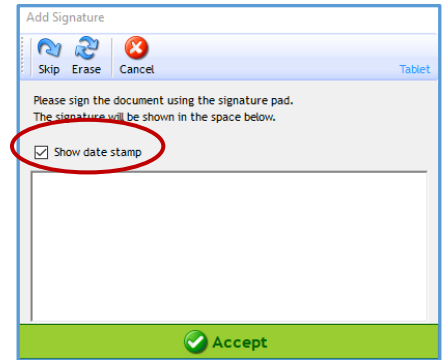 Add Signature
Skip Erase Cancel Tablet
Please sign the document using the signature pad.
The signature will be shown in the space below.
Show date stamp
Accept